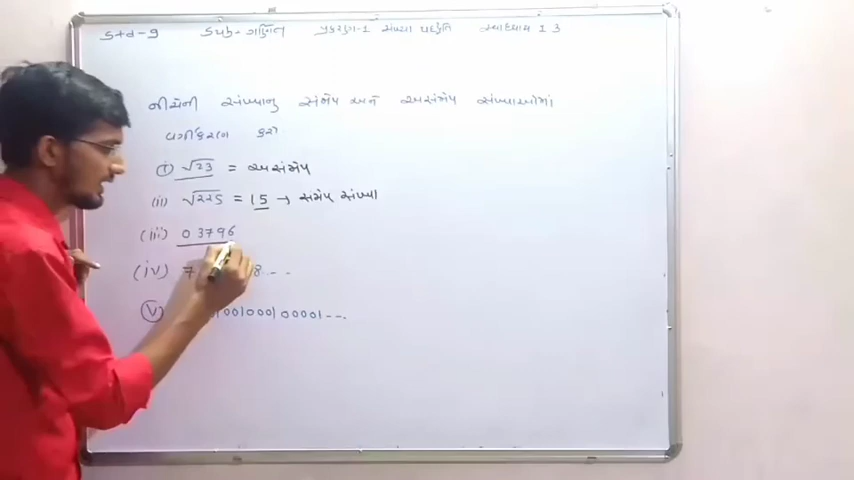 Std-9 Sub-ગણિત પ્રકરણ-1 સંખ્યા પદ્ધતિ સ્વાધ્યાય 1 3
નીચેની સંખ્યાનુ સંમેય અને અસંમેય સંખ્યાઓમાં
વર્ગીકરણ કરો
(i) √23 = અસંમેય
(ii) √225 = 15 → સંમેય સંખ્યા
(iii) 0 3796
(iv) 7 8...
(v) 1001000100001...